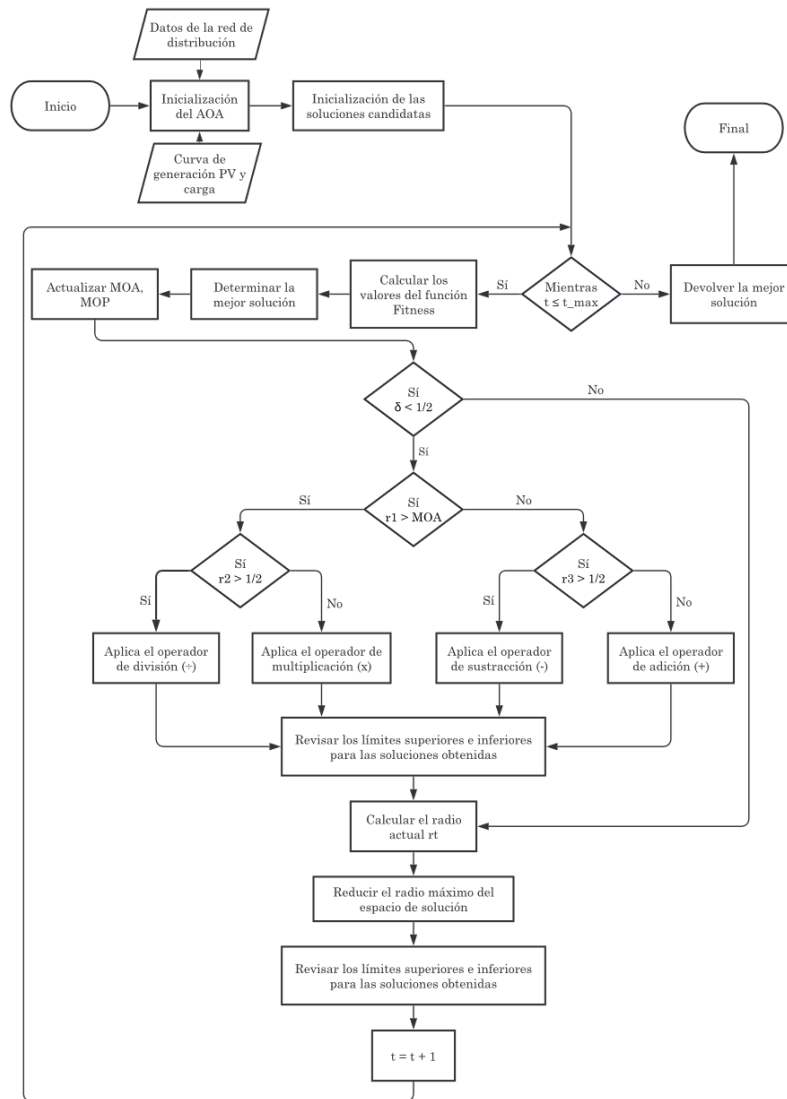 Datos de la red de
distribución
Inicio
Inicialización
del AOA
Inicialización de las
soluciones candidatas
Final
Curva de
generación PV y
carga
Actualizar MOA,
MOP
Determinar la
mejor solución
Calcular los
valores del función
Fitness
Sí
Mientras
t ≤ t_max
No
Devolver la mejor
solución
Sí
δ < 1/2
No
Sí
Sí
Sí
r1 > MOA
No
Sí
r2 > 1/2
Sí
r3 > 1/2
Sí
No
Sí
No
Aplica el operador
de división (÷)
Aplica el operador de
multiplicación (x)
Aplica el operador
de sustracción (-)
Aplica el operador
de adición (+)
Revisar los límites superiores e inferiores
para las soluciones obtenidas
Calcular el radio
actual rt
Reducir el radio máximo del
espacio de solución
Revisar los límites superiores e inferiores
para las soluciones obtenidas
t = t + 1